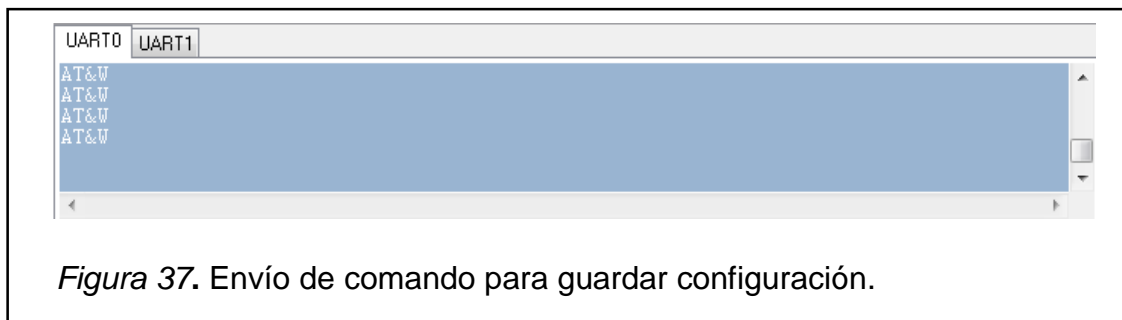 UART0 UART1
AT&W
AT&W
AT&W
AT&W
Figura 37. Envío de comando para guardar configuración.